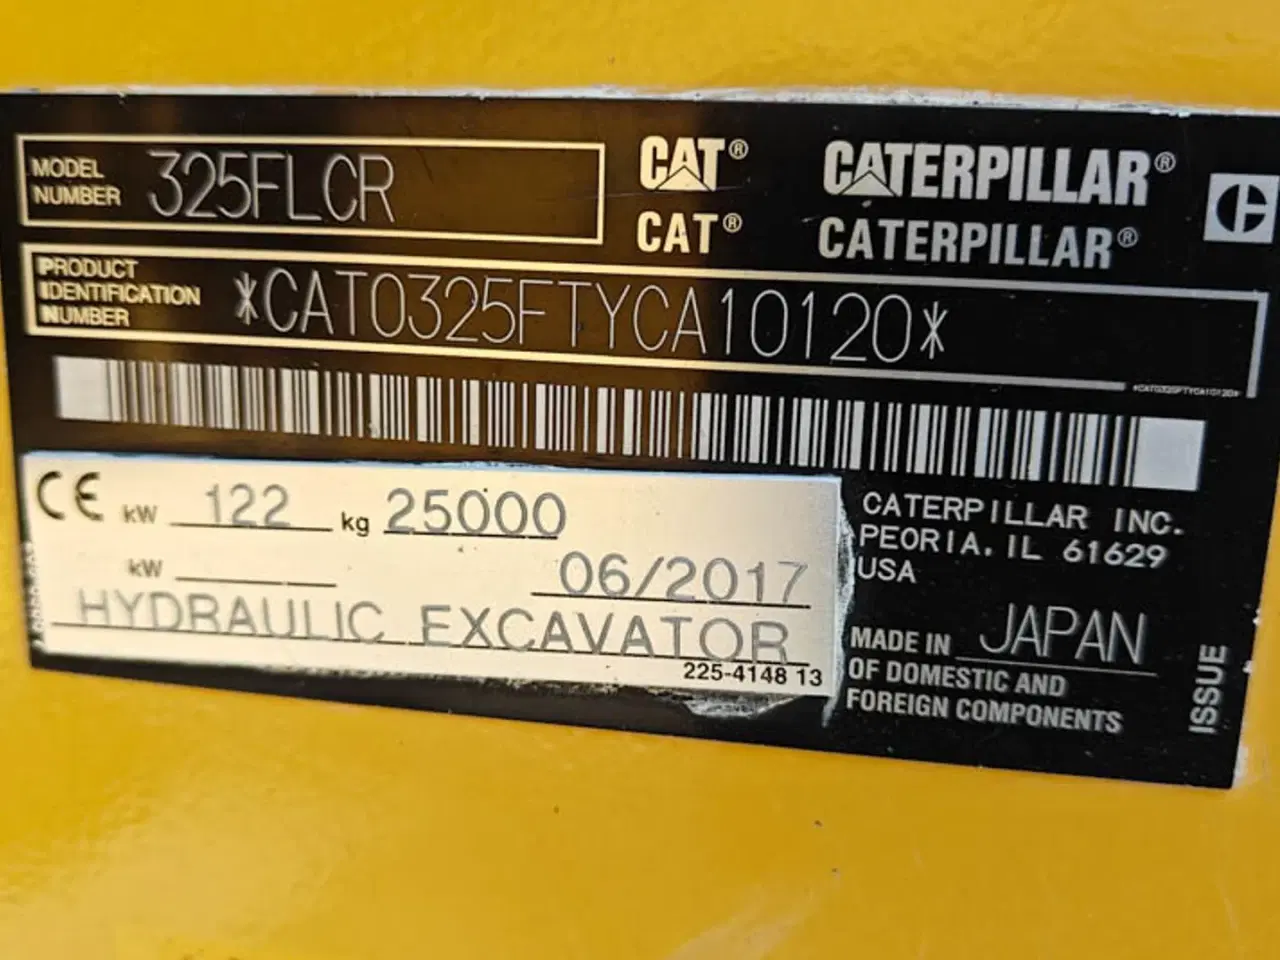 MODEL NUMBER 325FLCR
CAT® CATERPILLAR®
CAT® CATERPILLAR®
PRODUCT IDENTIFICATION NUMBER *CAT0325FTYCA10120*
*CAT0325FTYCA10120*
CE kW 122 kg 25000
kW
06/2017
HYDRAULIC EXCAVATOR
225-4148 13
CATERPILLAR INC.
PEORIA. IL 61629
USA
MADE IN JAPAN
OF DOMESTIC AND
FOREIGN COMPONENTS
ISSUE